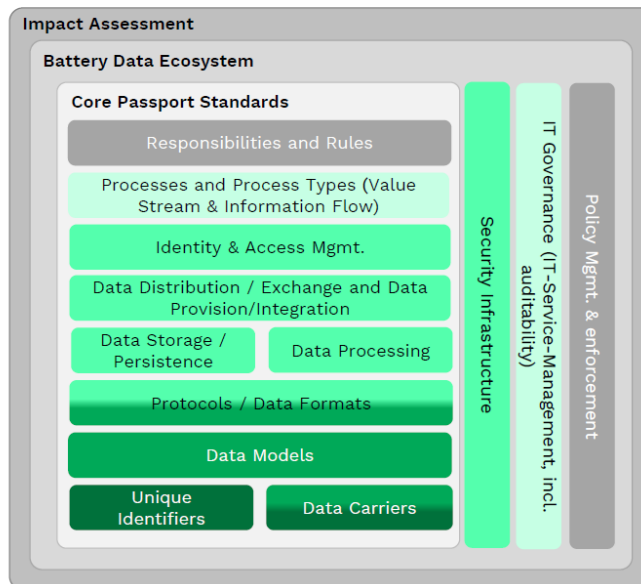 Impact Assessment
Battery Data Ecosystem
Core Passport Standards
Responsibilities and Rules
Processes and Process Types (Value
Stream & Information Flow)
Identity & Access Mgmt.
Data Distribution / Exchange and Data
Provision/Integration
Data Storage /
Persistence
Data Processing
Protocols / Data Formats
Data Models
Unique
Identifiers
Data Carriers
Security Infrastructure
IT Governance (IT-Service-Management, incl.
auditability)
Policy Mgmt. & enforcement